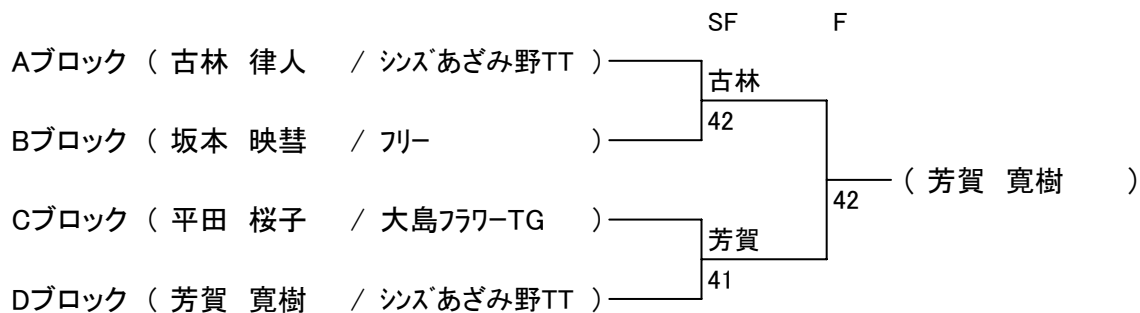 SF F
Aブロック ( 古林 律人 / ｼﾝｽﾞあざみ野TT )
古林
42
Bブロック ( 坂本 映彗 / ﾌﾘｰ )
42 ( 芳賀 寛樹 )
Cブロック ( 平田 桜子 / 大島ﾌﾗﾜｰTG )
芳賀
41
Dブロック ( 芳賀 寛樹 / ｼﾝｽﾞあざみ野TT )